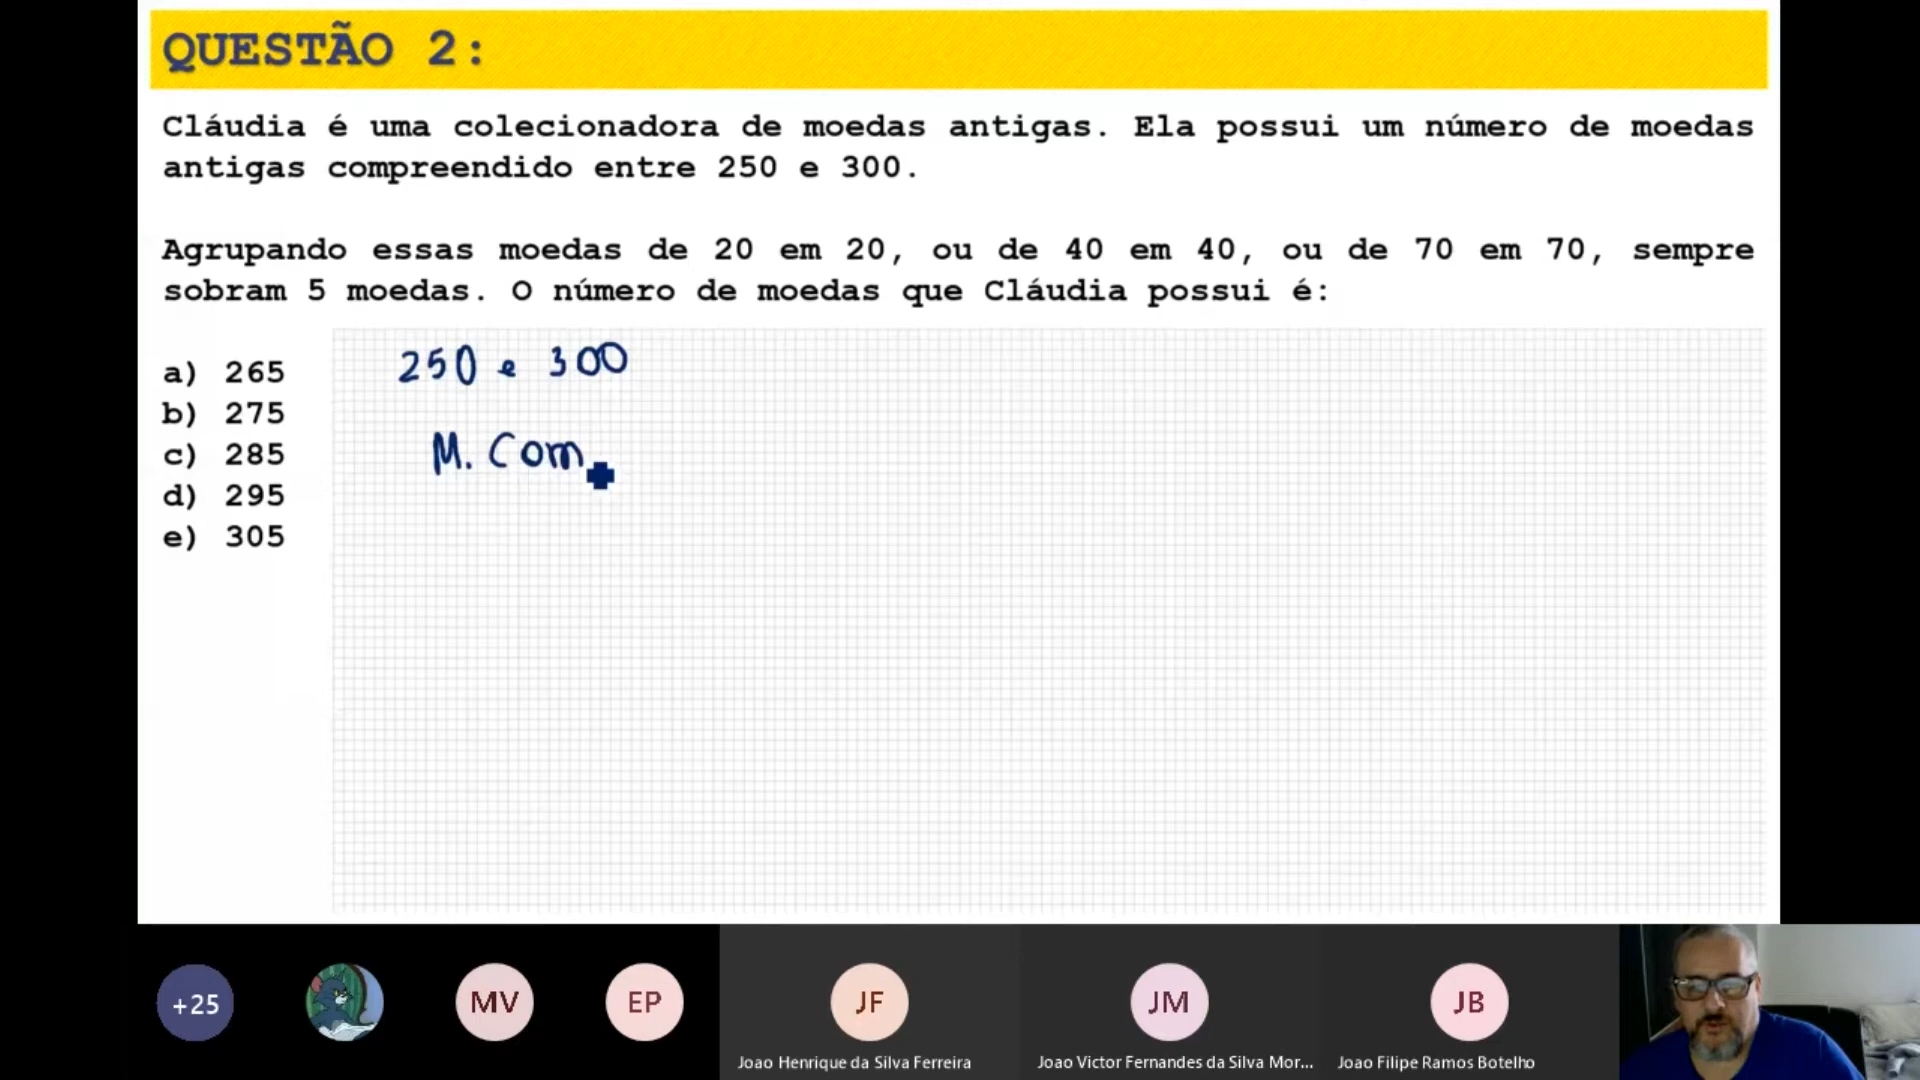 QUESTÃO 2:
Cláudia é uma colecionadora de moedas antigas. Ela possui um número de moedas
antigas compreendido entre 250 e 300.
Agrupando essas moedas de 20 em 20, ou de 40 em 40, ou de 70 em 70, sempre
sobram 5 moedas. O número de moedas que Cláudia possui é:
a) 265
b) 275
c) 285
d) 295
e) 305
250 e 300
M. Com
+25
MV
EP
JF
JM
JB
Joao Henrique da Silva Ferreira
Joao Victor Fernandes da Silva Mor...
Joao Filipe Ramos Botelho